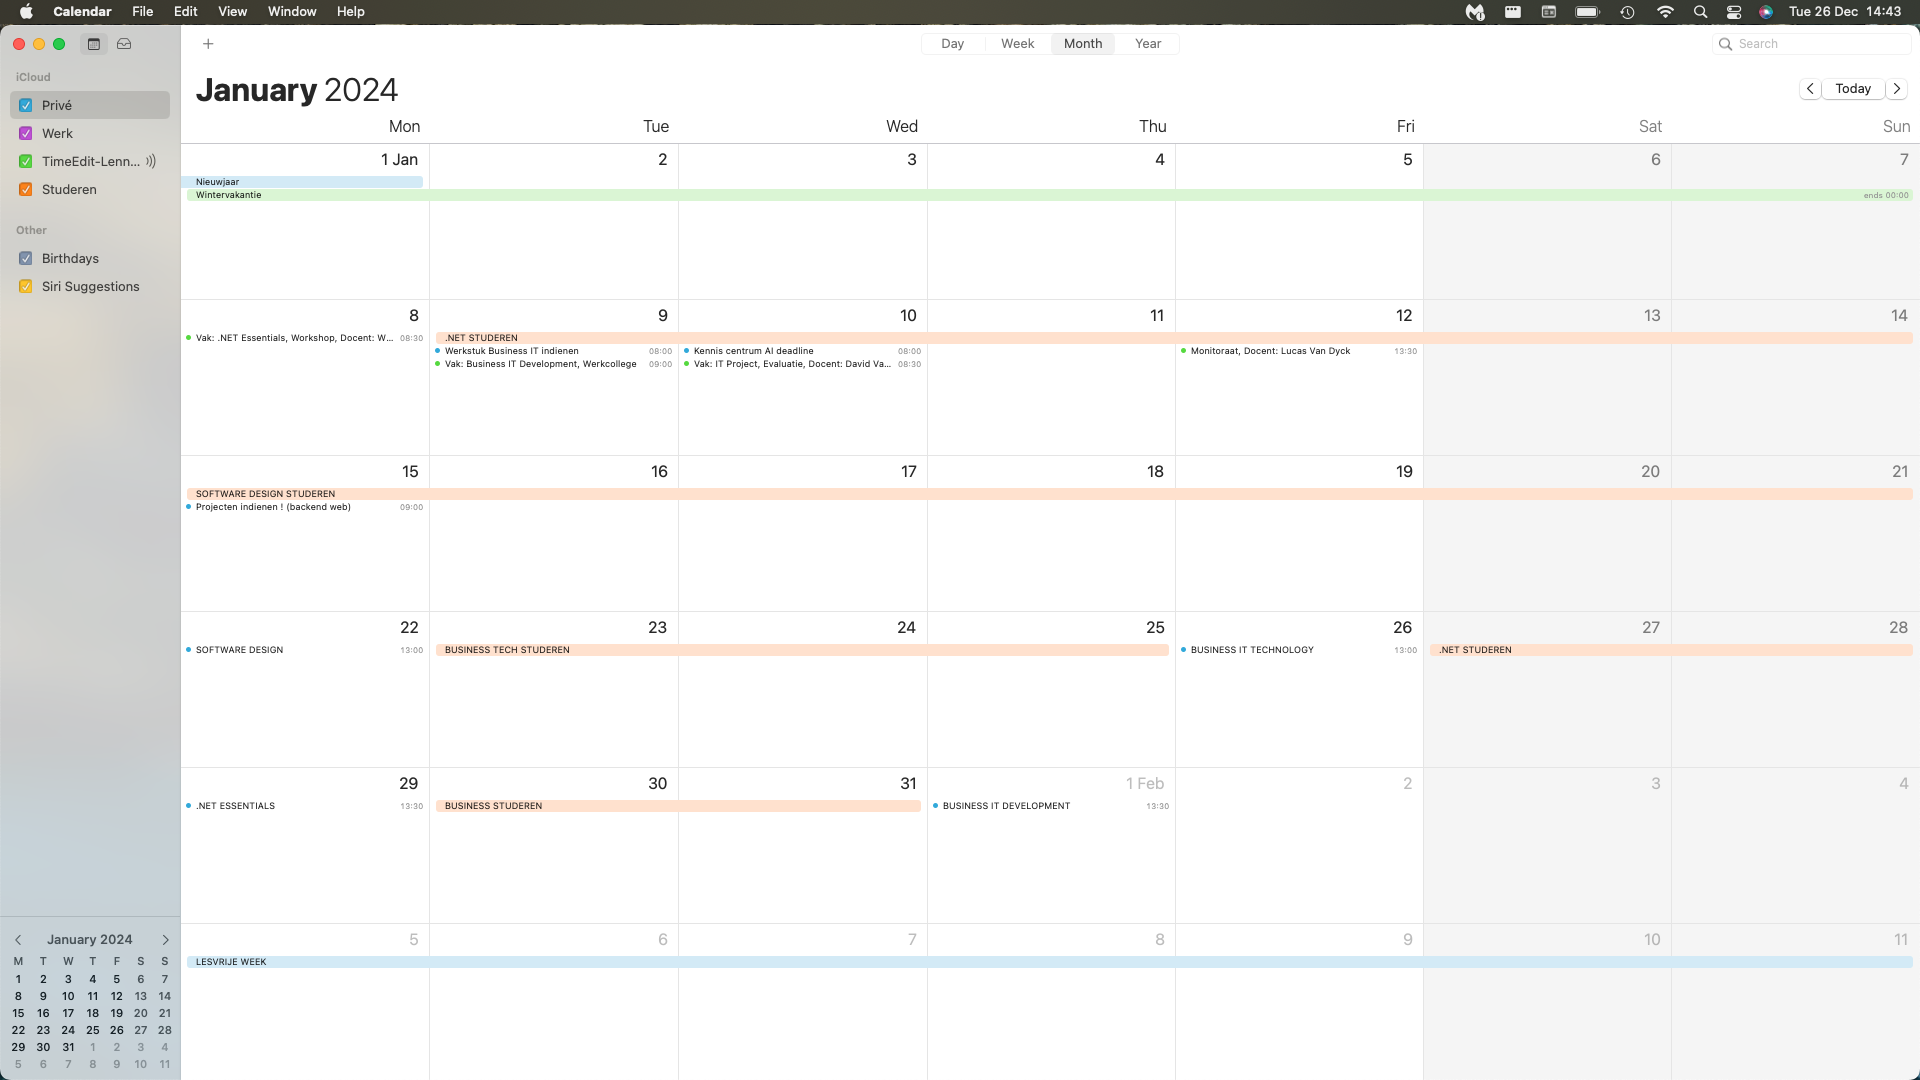 Calendar File Edit View Window Help Tue 26 Dec 14:43
Day Week Month Year Search
iCloud
Privé
Werk
TimeEdit-Lenn...
Studeren
Other
Birthdays
Siri Suggestions
January 2024
Today
Mon Tue Wed Thu Fri Sat Sun
1 Jan 2 3 4 5 6 7
Nieuwjaar
Wintervakantie ends 00:00
8 9 10 11 12 13 14
Vak: .NET Essentials, Workshop, Docent: W... 08:30 .NET STUDEREN
Werkstuk Business IT indienen 08:00 Kennis centrum AI deadline 08:00 Monitoraat, Docent: Lucas Van Dyck 13:30
Vak: Business IT Development, Werkcollege 09:00 Vak: IT Project, Evaluatie, Docent: David Va... 08:30
15 16 17 18 19 20 21
SOFTWARE DESIGN STUDEREN
Projecten indienen ! (backend web) 09:00
22 23 24 25 26 27 28
SOFTWARE DESIGN 13:00 BUSINESS TECH STUDEREN BUSINESS IT TECHNOLOGY 13:00 .NET STUDEREN
29 30 31 1 Feb 2 3 4
.NET ESSENTIALS 13:30 BUSINESS STUDEREN BUSINESS IT DEVELOPMENT 13:30
5 6 7 8 9 10 11
LESVRIJE WEEK
January 2024
M T W T F S S
1 2 3 4 5 6 7
8 9 10 11 12 13 14
15 16 17 18 19 20 21
22 23 24 25 26 27 28
29 30 31 1 2 3 4
5 6 7 8 9 10 11